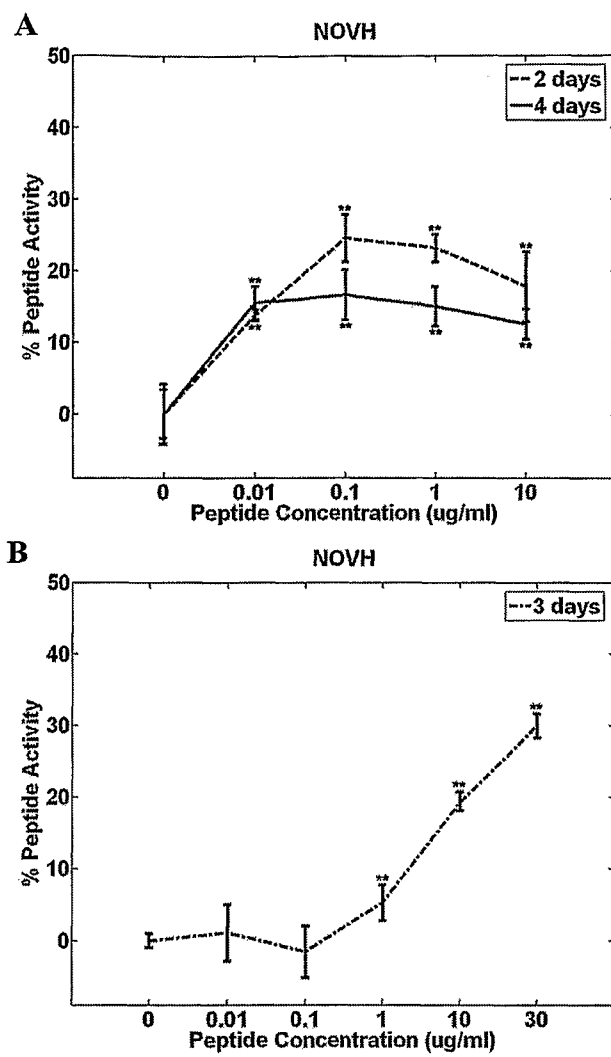 A
NOVH
50
40
30
20
10
0
% Peptide Activity
2 days
4 days
**
**
**
**
**
**
**
**
0 0.01 0.1 1 10
Peptide Concentration (ug/ml)
B
NOVH
50
40
30
20
10
0
% Peptide Activity
3 days
**
**
**
0 0.01 0.1 1 10 30
Peptide Concentration (ug/ml)